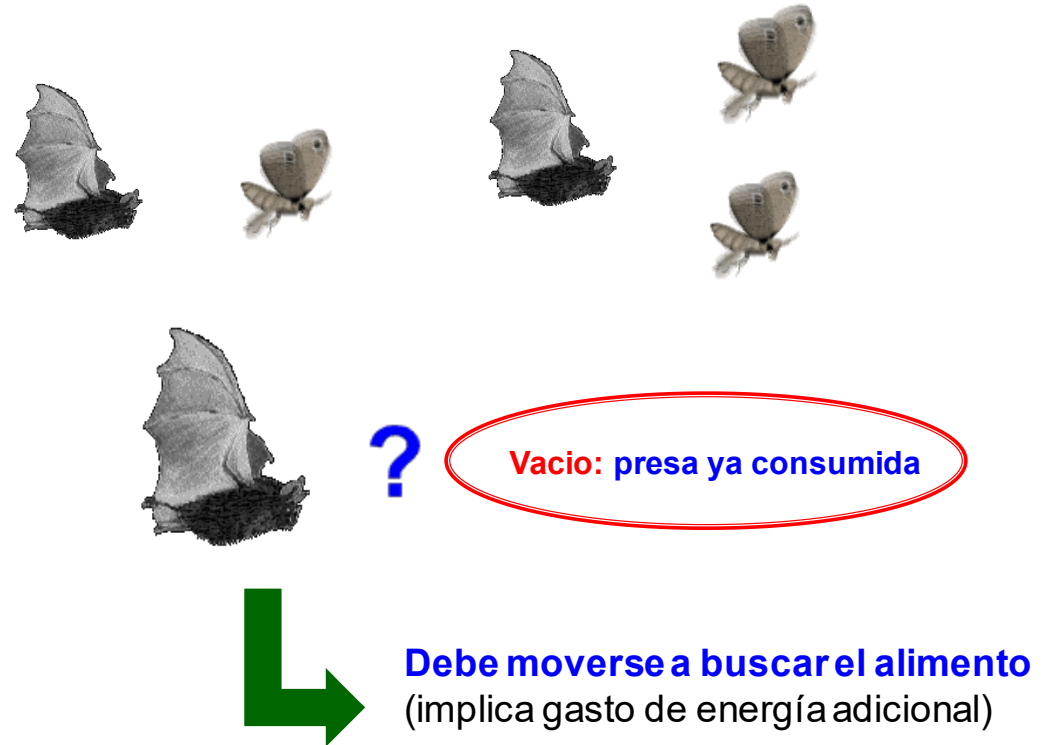 ?
Vacio: presa ya consumida
Debe moverse a buscar el alimento
(implica gasto de energía adicional)